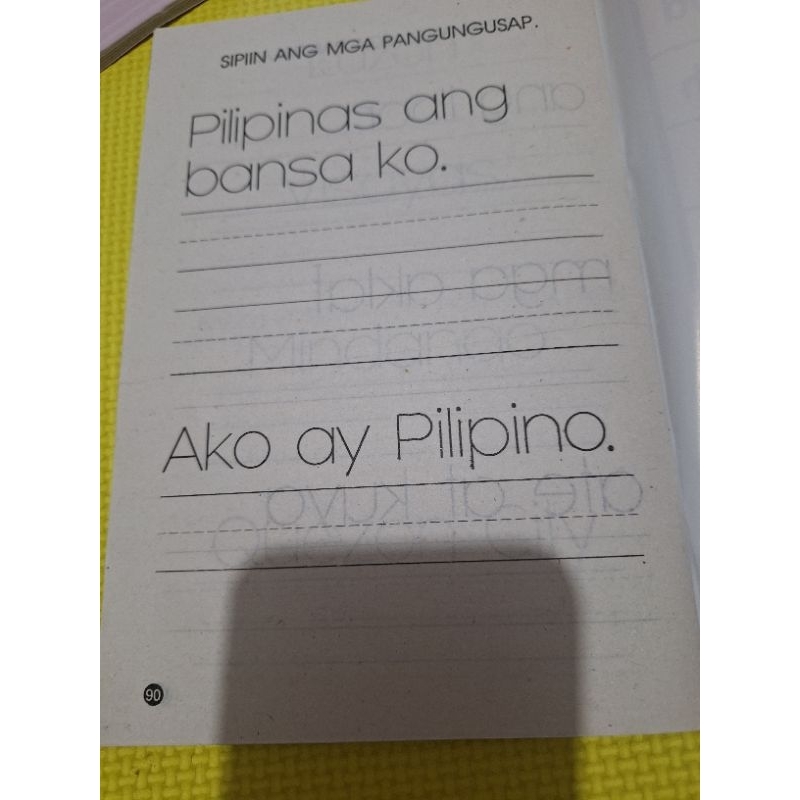 SIPIIN ANG MGA PANGUNGUSAP.
Pilipinas ang
bansa ko.
Ako ay Pilipino.
90